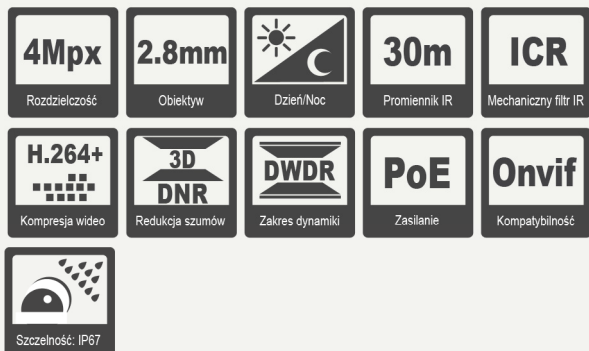 4Mpx
Rozdzielczość
2.8mm
Obiektyw
Dzień/Noc
30m
Promiennik IR
ICR
Mechaniczny filtr IR
H.264+
Kompresja wideo
3D
DNR
Redukcja szumów
DWDR
Zakres dynamiki
PoE
Zasilanie
Onvif
Kompatybilność
Szczelność: IP67